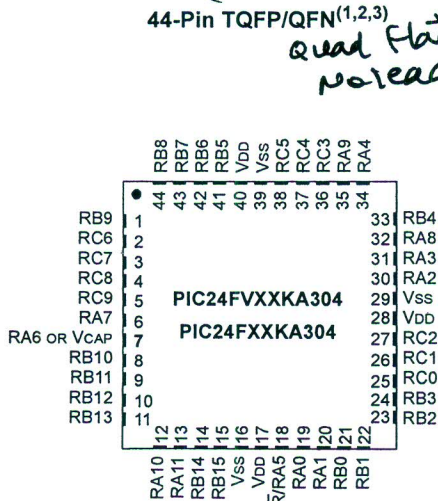 44-Pin TQFP/QFN(1,2,3)
Quad Flat
No lead
RB8 RB7 RB6 RB5 VDD VSS RC5 RC4 RC3 RA9 RA4
44 43 42 41 40 39 38 37 36 35 34
RB9 1 33 RB4
RC6 2 32 RA8
RC7 3 31 RA3
RC8 4 30 RA2
RC9 5 PIC24FVXXKA304 29 Vss
RA7 6 28 VDD
RA6 OR VCAP 7 PIC24FXXKA304 27 RC2
RB10 8 26 RC1
RB11 9 25 RC0
RB12 10 24 RB3
RB13 11 23 RB2
12 13 14 15 16 17 18 19 20 21 22
RA10 RA11 RB14 RB15 Vss VDD /RA5 RA0 RA1 RB0 RB1